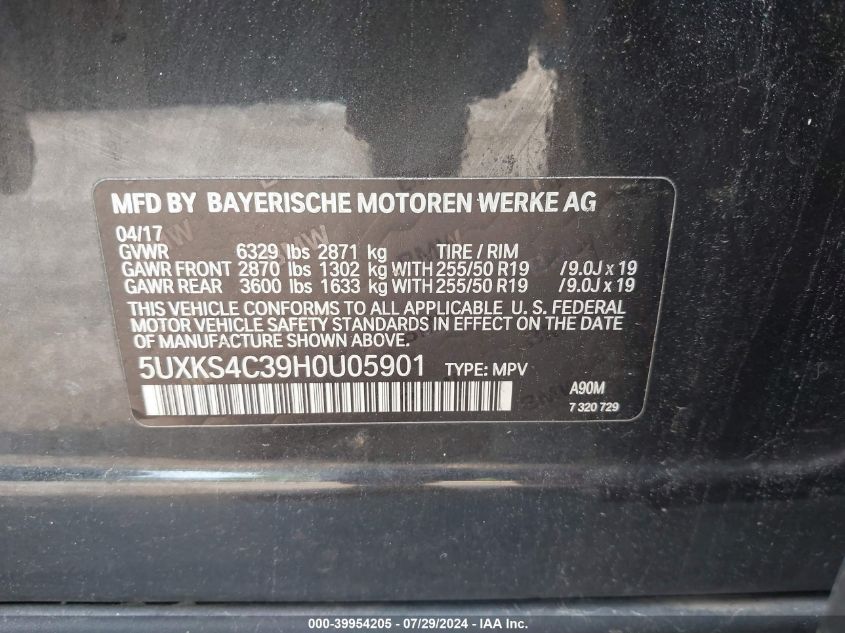 MFD BY BAYERISCHE MOTOREN WERKE AG
04/17
GVWR 6329 lbs 2871 kg TIRE / RIM
GAWR FRONT 2870 lbs 1302 kg WITH 255/50 R19 /9.0J x 19
GAWR REAR 3600 lbs 1633 kg WITH 255/50 R19 /9.0J x 19
THIS VEHICLE CONFORMS TO ALL APPLICABLE U. S. FEDERAL
MOTOR VEHICLE SAFETY STANDARDS IN EFFECT ON THE DATE
OF MANUFACTURE SHOWN ABOVE.
5UXKS4C39H0U05901 TYPE: MPV
A90M
7 320 729
000-39954205 - 07/29/2024 - IAA Inc.